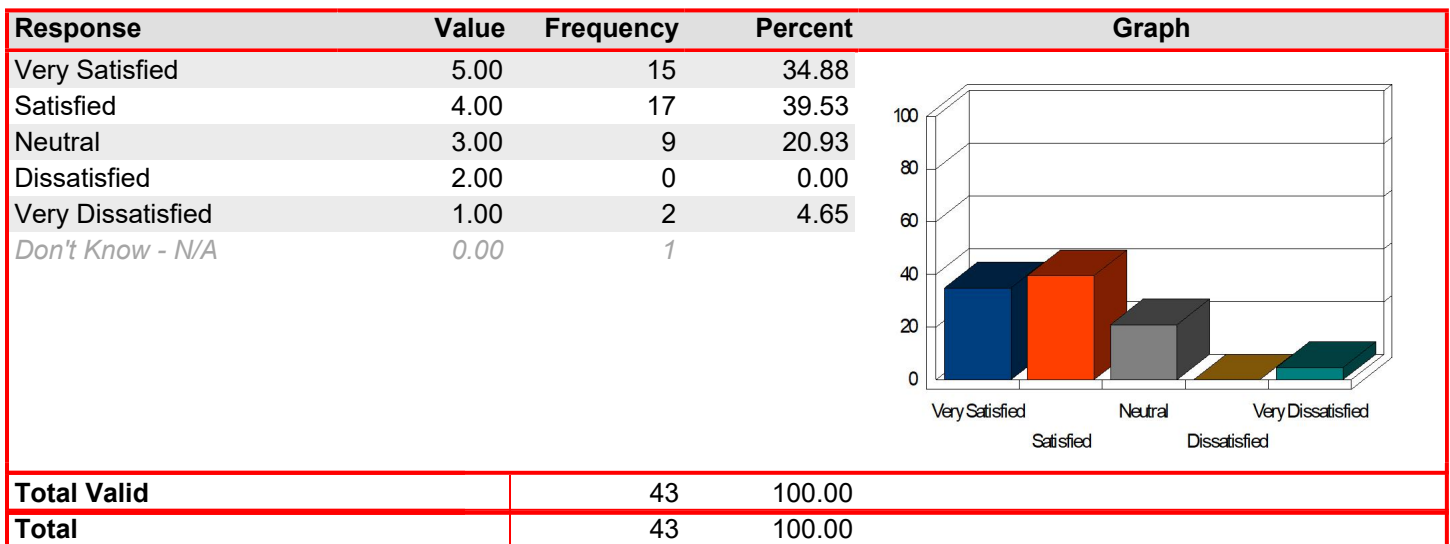 Response Value Frequency Percent Graph
Very Satisfied 5.00 15 34.88
Satisfied 4.00 17 39.53
Neutral 3.00 9 20.93
Dissatisfied 2.00 0 0.00
Very Dissatisfied 1.00 2 4.65
Don't Know - N/A 0.00 1
100
80
60
40
20
0
Very Satisfied Neutral Very Dissatisfied
Satisfied Dissatisfied
Total Valid 43 100.00
Total 43 100.00